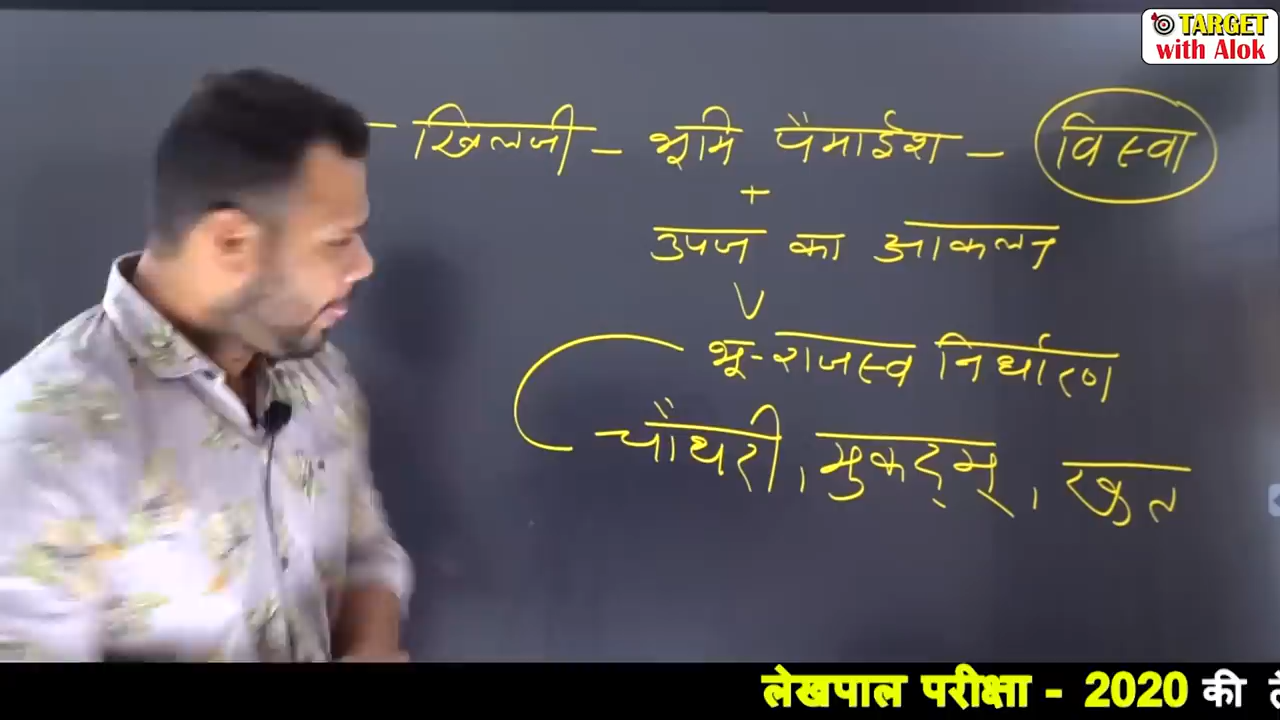 TARGET
with Alok
– खिलजी – भूमि पैमाईश – विस्वा
+
उपज का आकलन
भू-राजस्व निर्धारण
चौधरी, मुकद्दम्, खुत
लेखपाल परीक्षा - 2020 की